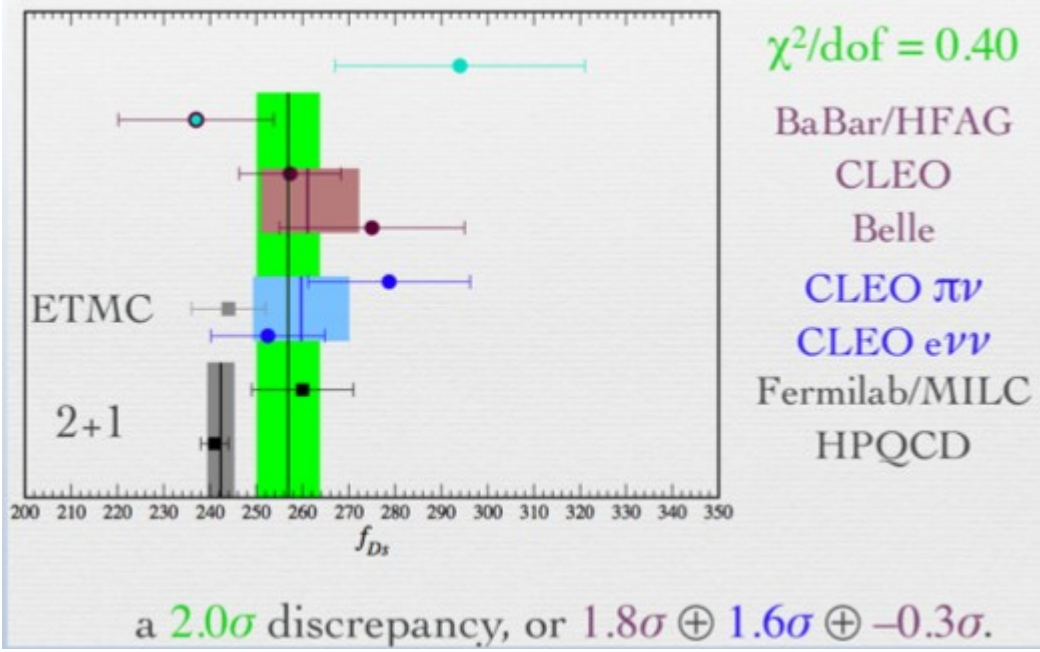 χ²/dof = 0.40
BaBar/HFAG
CLEO
Belle
CLEO πν
CLEO eνν
Fermilab/MILC
HPQCD
ETMC
2+1
200 210 220 230 240 250 260 270 280 290 300 310 320 330 340 350
f_{Ds}
a 2.0σ discrepancy, or 1.8σ ⊕ 1.6σ ⊕ –0.3σ.